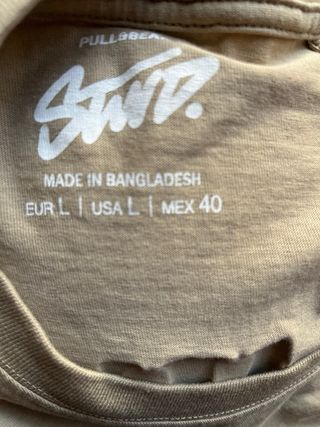 PULL&BEAR
STWD.
MADE IN BANGLADESH
EUR L | USA L | MEX 40